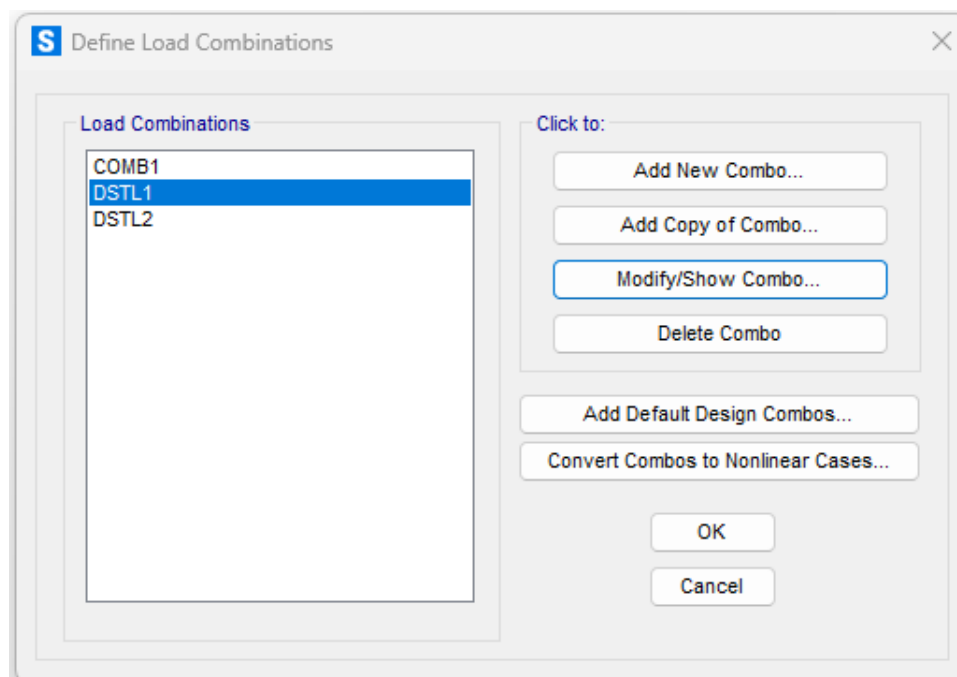 S Define Load Combinations
Load Combinations
COMB1
DSTL1
DSTL2
Click to:
Add New Combo...
Add Copy of Combo...
Modify/Show Combo...
Delete Combo
Add Default Design Combos...
Convert Combos to Nonlinear Cases...
OK
Cancel